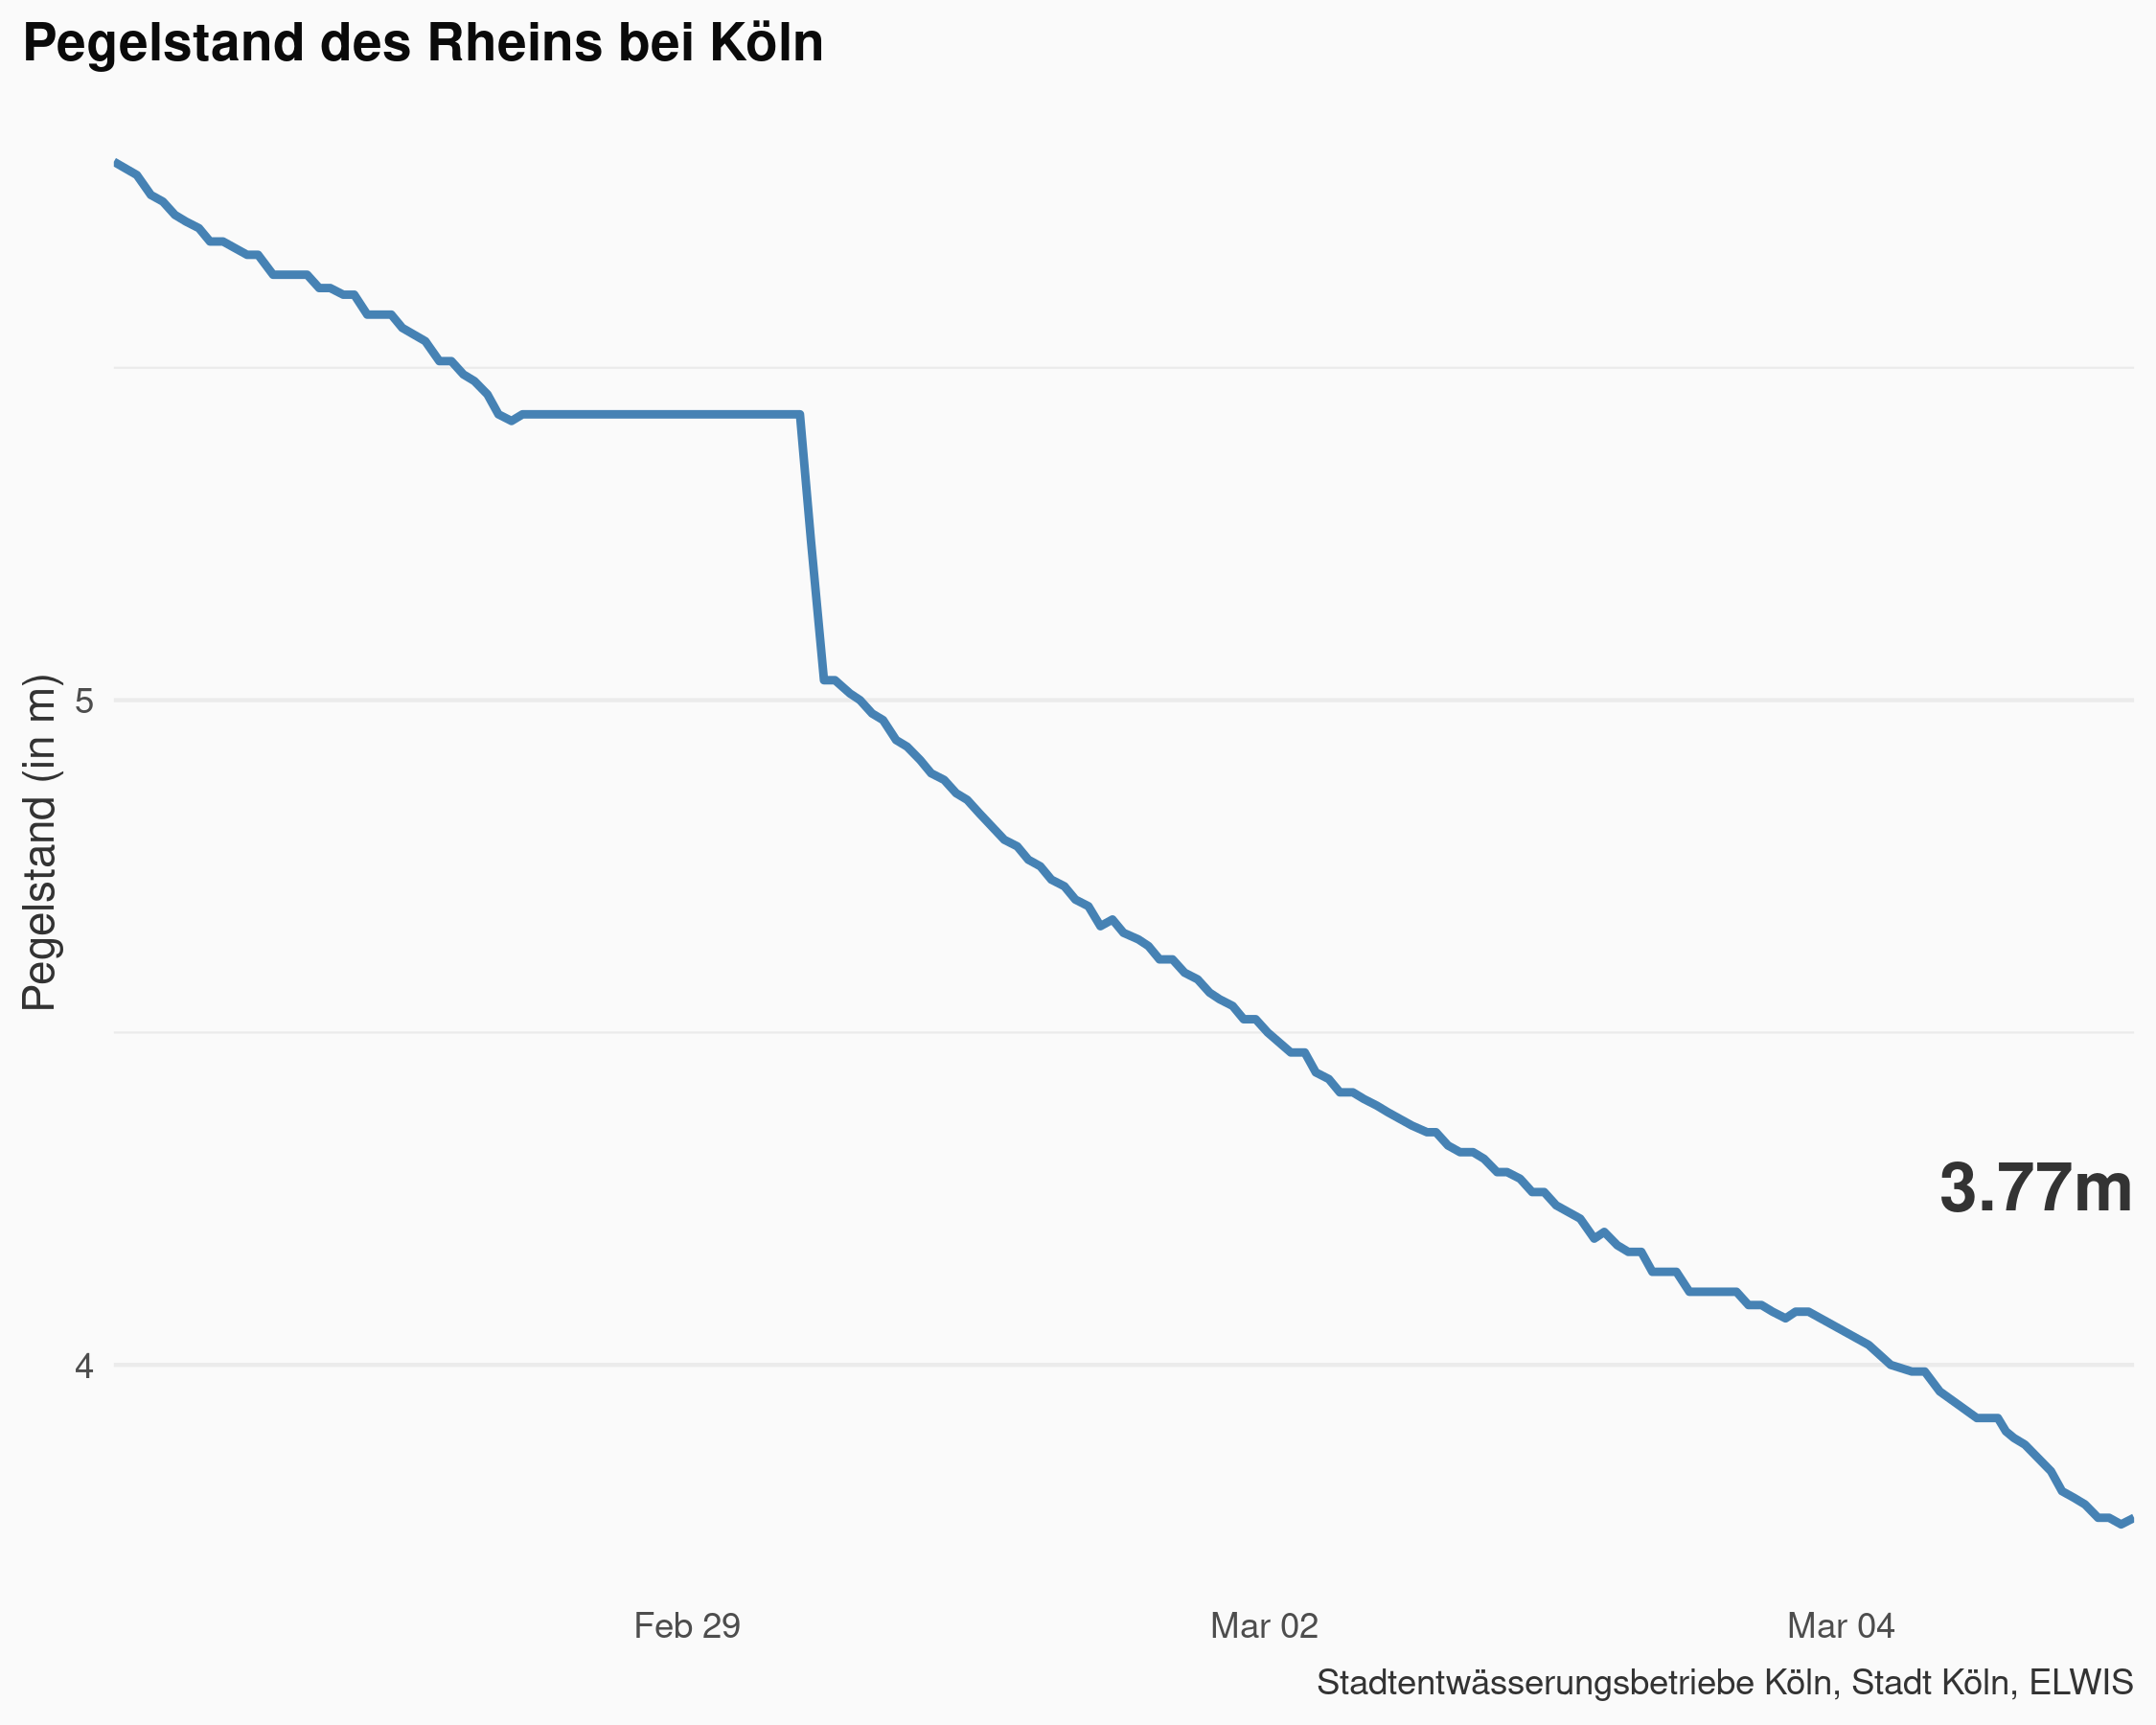 Pegelstand des Rheins bei Köln
Pegelstand (in m)
5
4
3.77m
Feb 29
Mar 02
Mar 04
Stadtentwässerungsbetriebe Köln, Stadt Köln, ELWIS